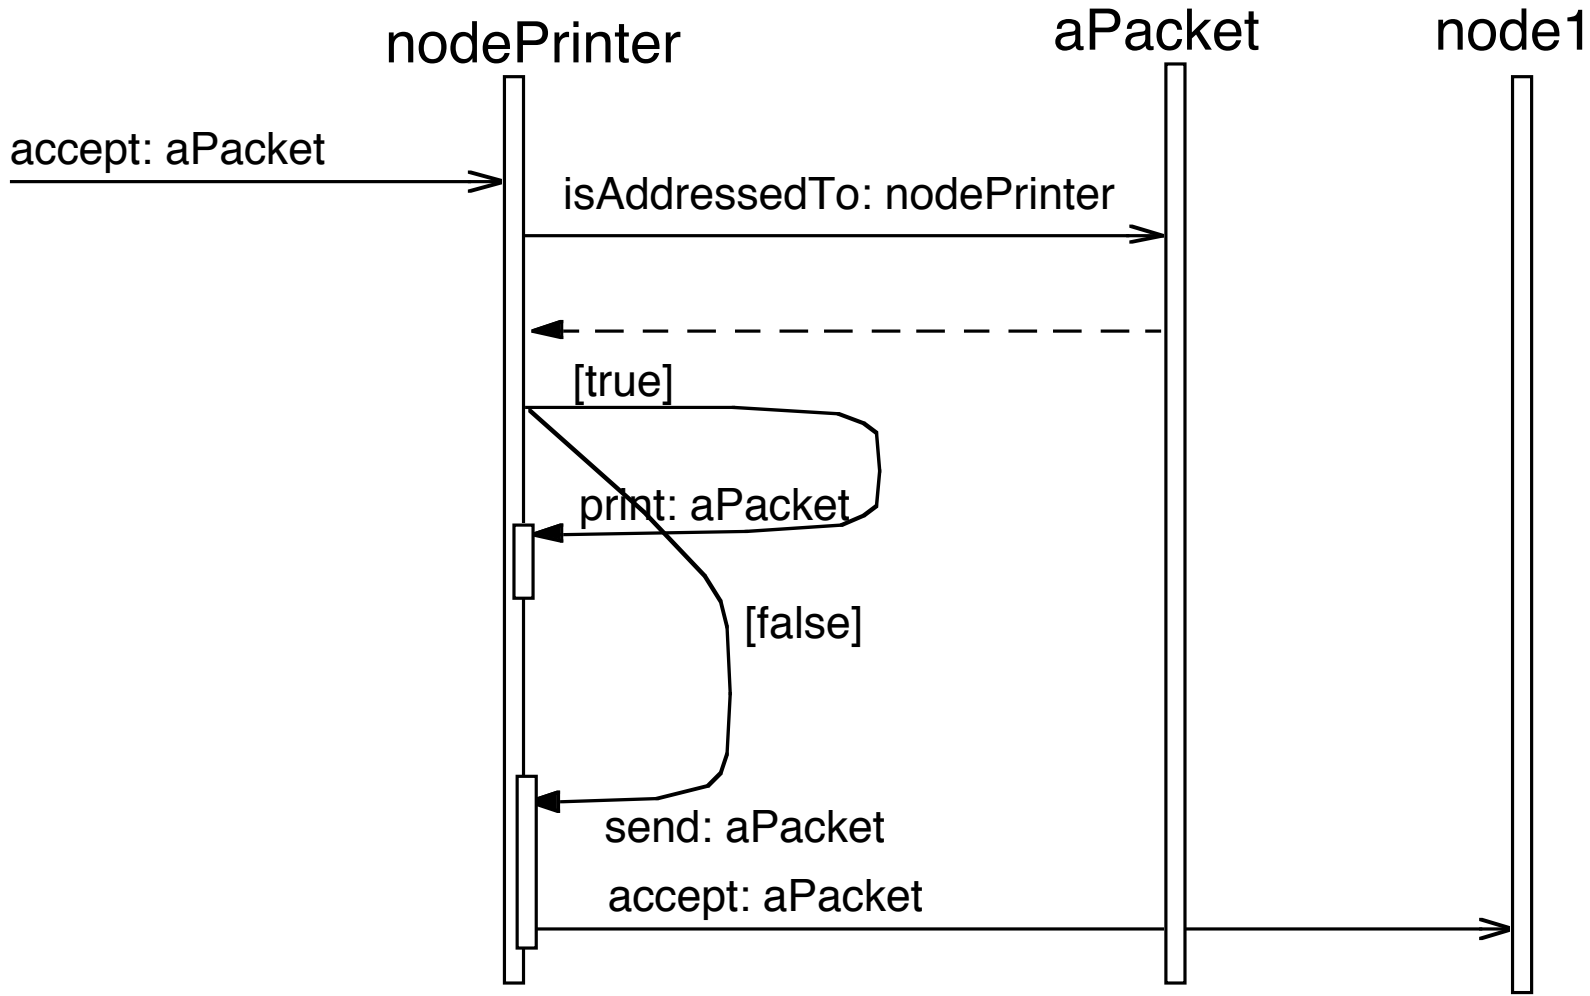 nodePrinter
aPacket
node1
accept: aPacket
isAddressedTo: nodePrinter
[true]
print: aPacket
[false]
send: aPacket
accept: aPacket